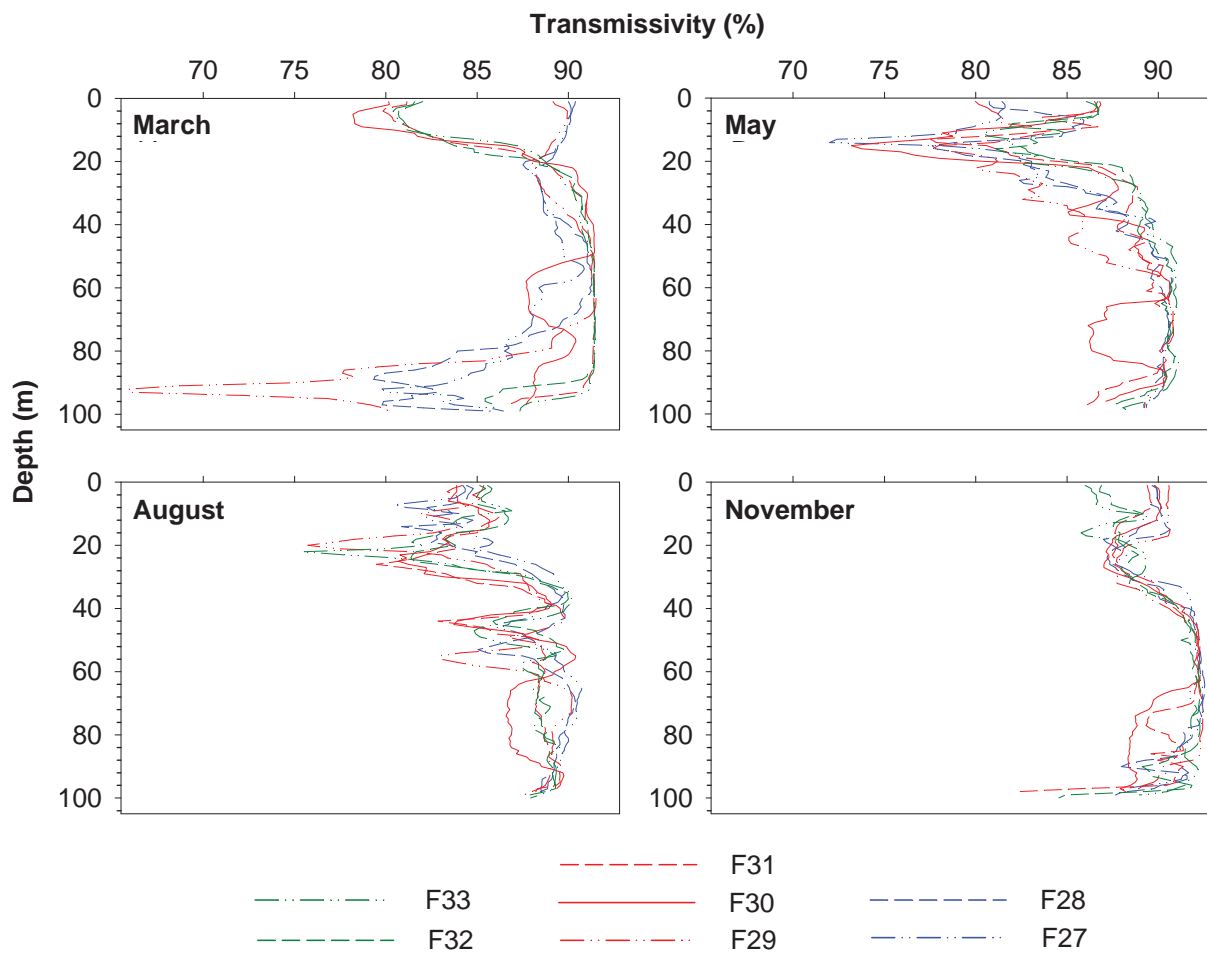 Transmissivity (%)
70 75 80 85 90 70 75 80 85 90
0 0
March May
20 20
40 40
60 60
80 80
100 100
Depth (m)
0 0
August November
20 20
40 40
60 60
80 80
100 100
F31
F33 F30 F28
F32 F29 F27